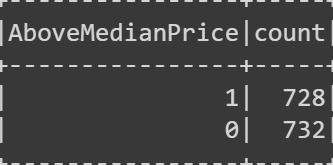 |AboveMedianPrice|count|
+----------------+-----+
|               1|  728|
|               0|  732|